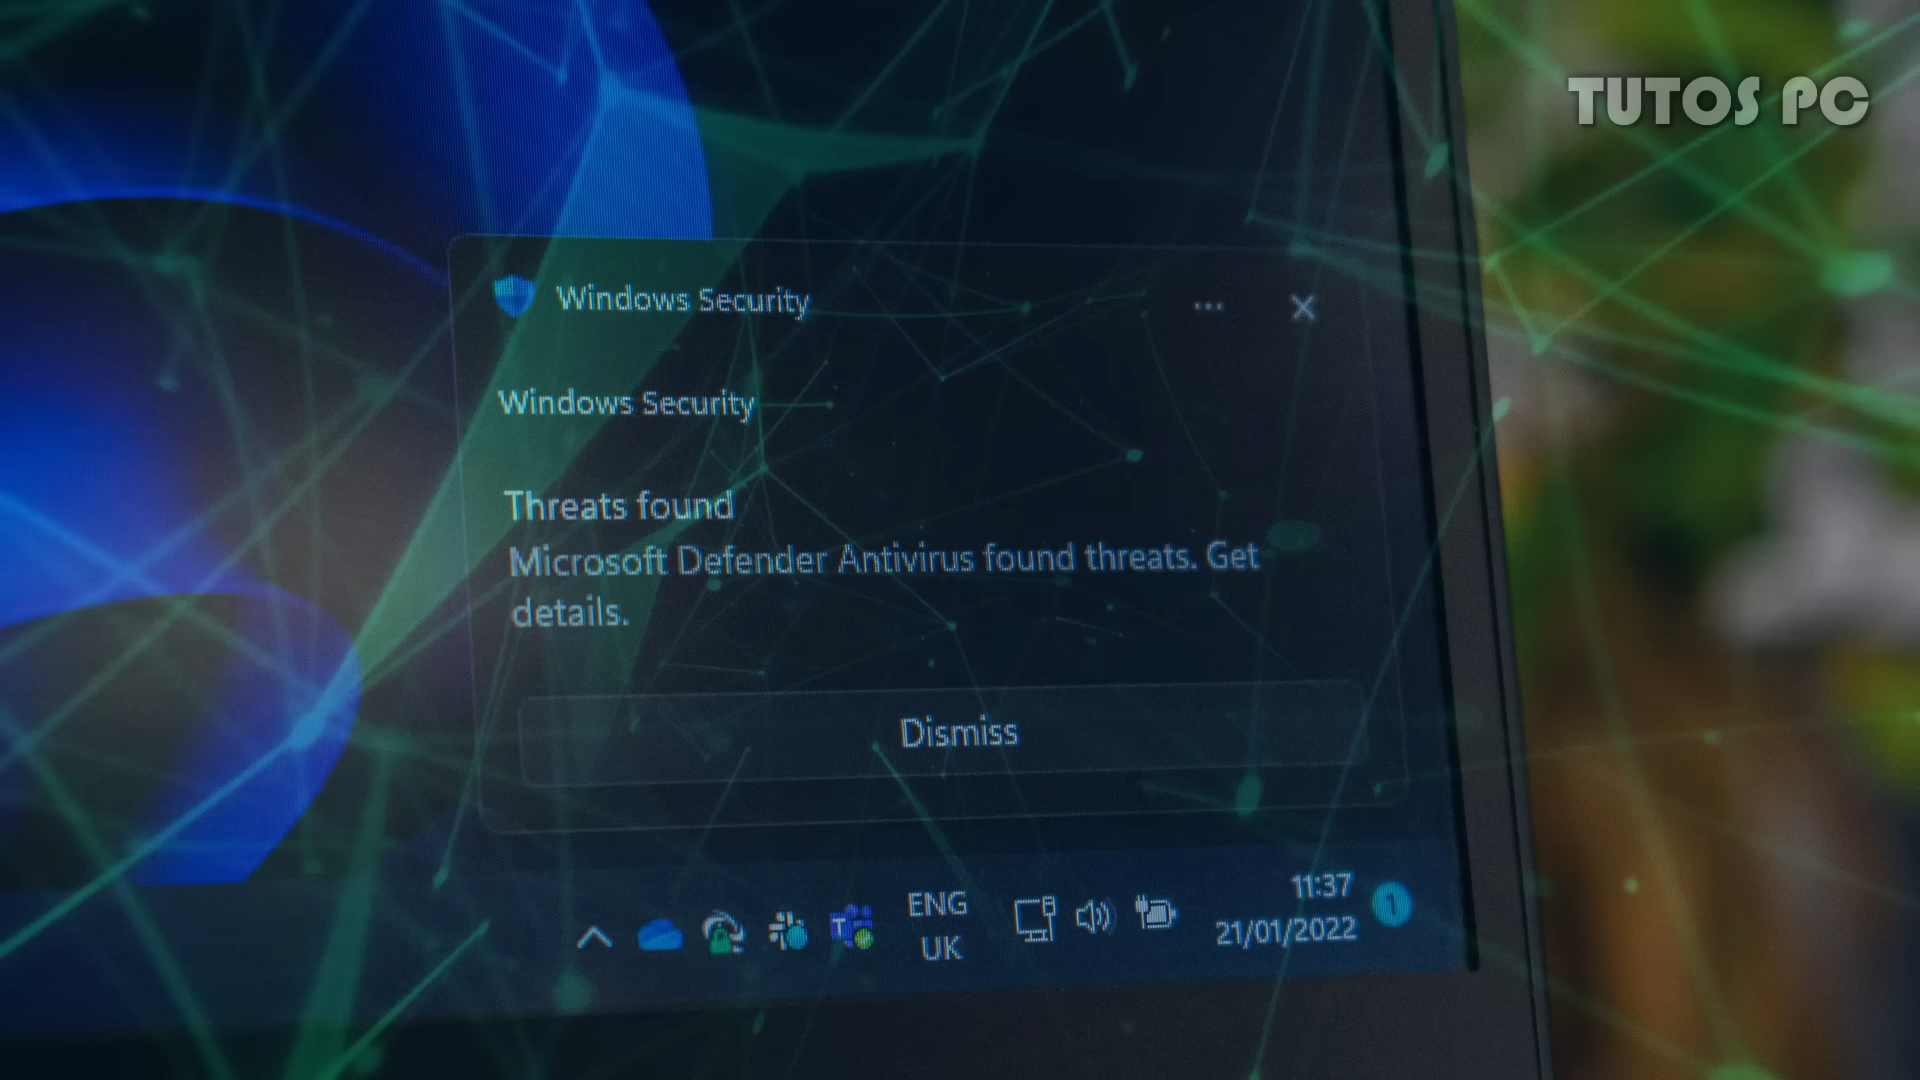 TUTOS PC
Windows Security
Windows Security
Threats found
Microsoft Defender Antivirus found threats. Get
details.
Dismiss
ENG
UK
11:37
21/01/2022
1